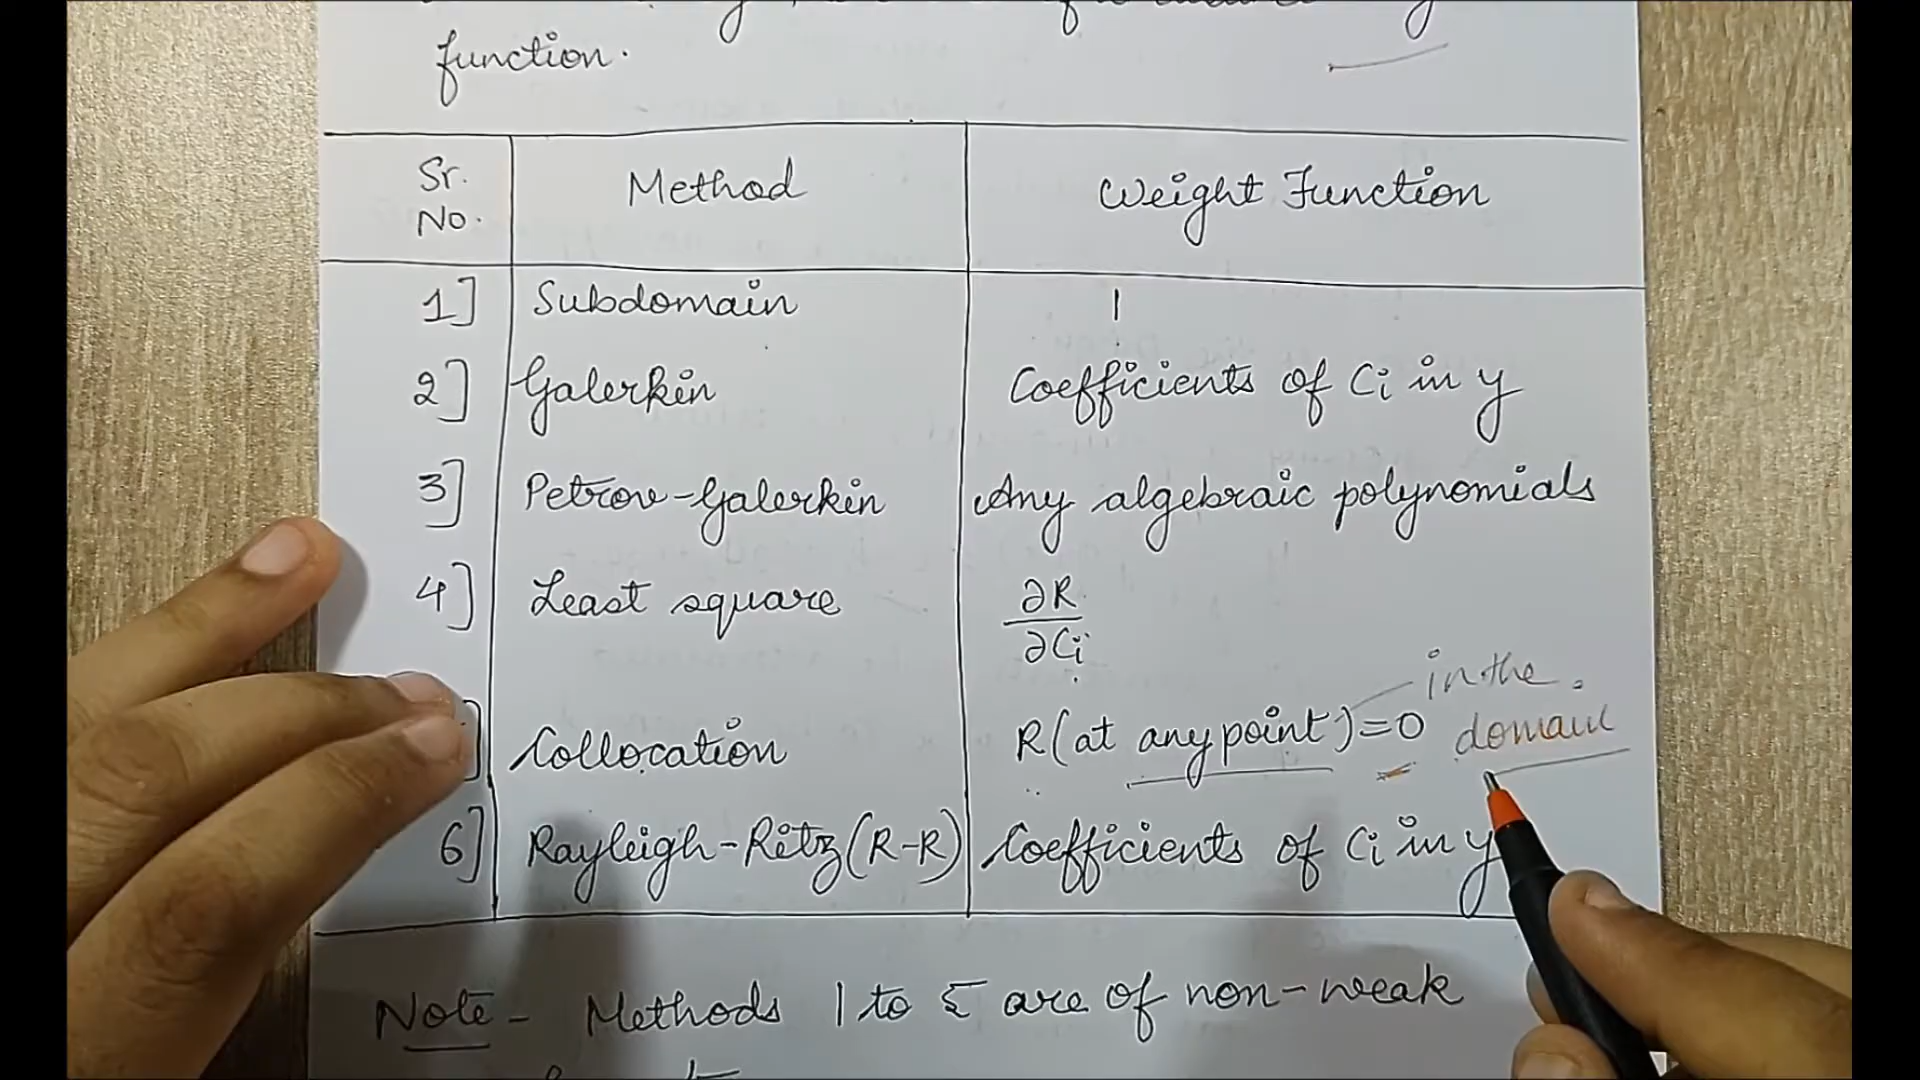 function.
Sr. No. Method Weight Function
1] Subdomain 1
2] Galerkin Coefficients of Ci in y
3] Petrov-Galerkin Any algebraic polynomials
4] Least square ∂R/∂Ci
] Collocation R(at any point)=0 in the domain
6] Rayleigh-Ritz(R-R) Coefficients of Ci in y
Note - Methods 1 to 5 are of non-weak